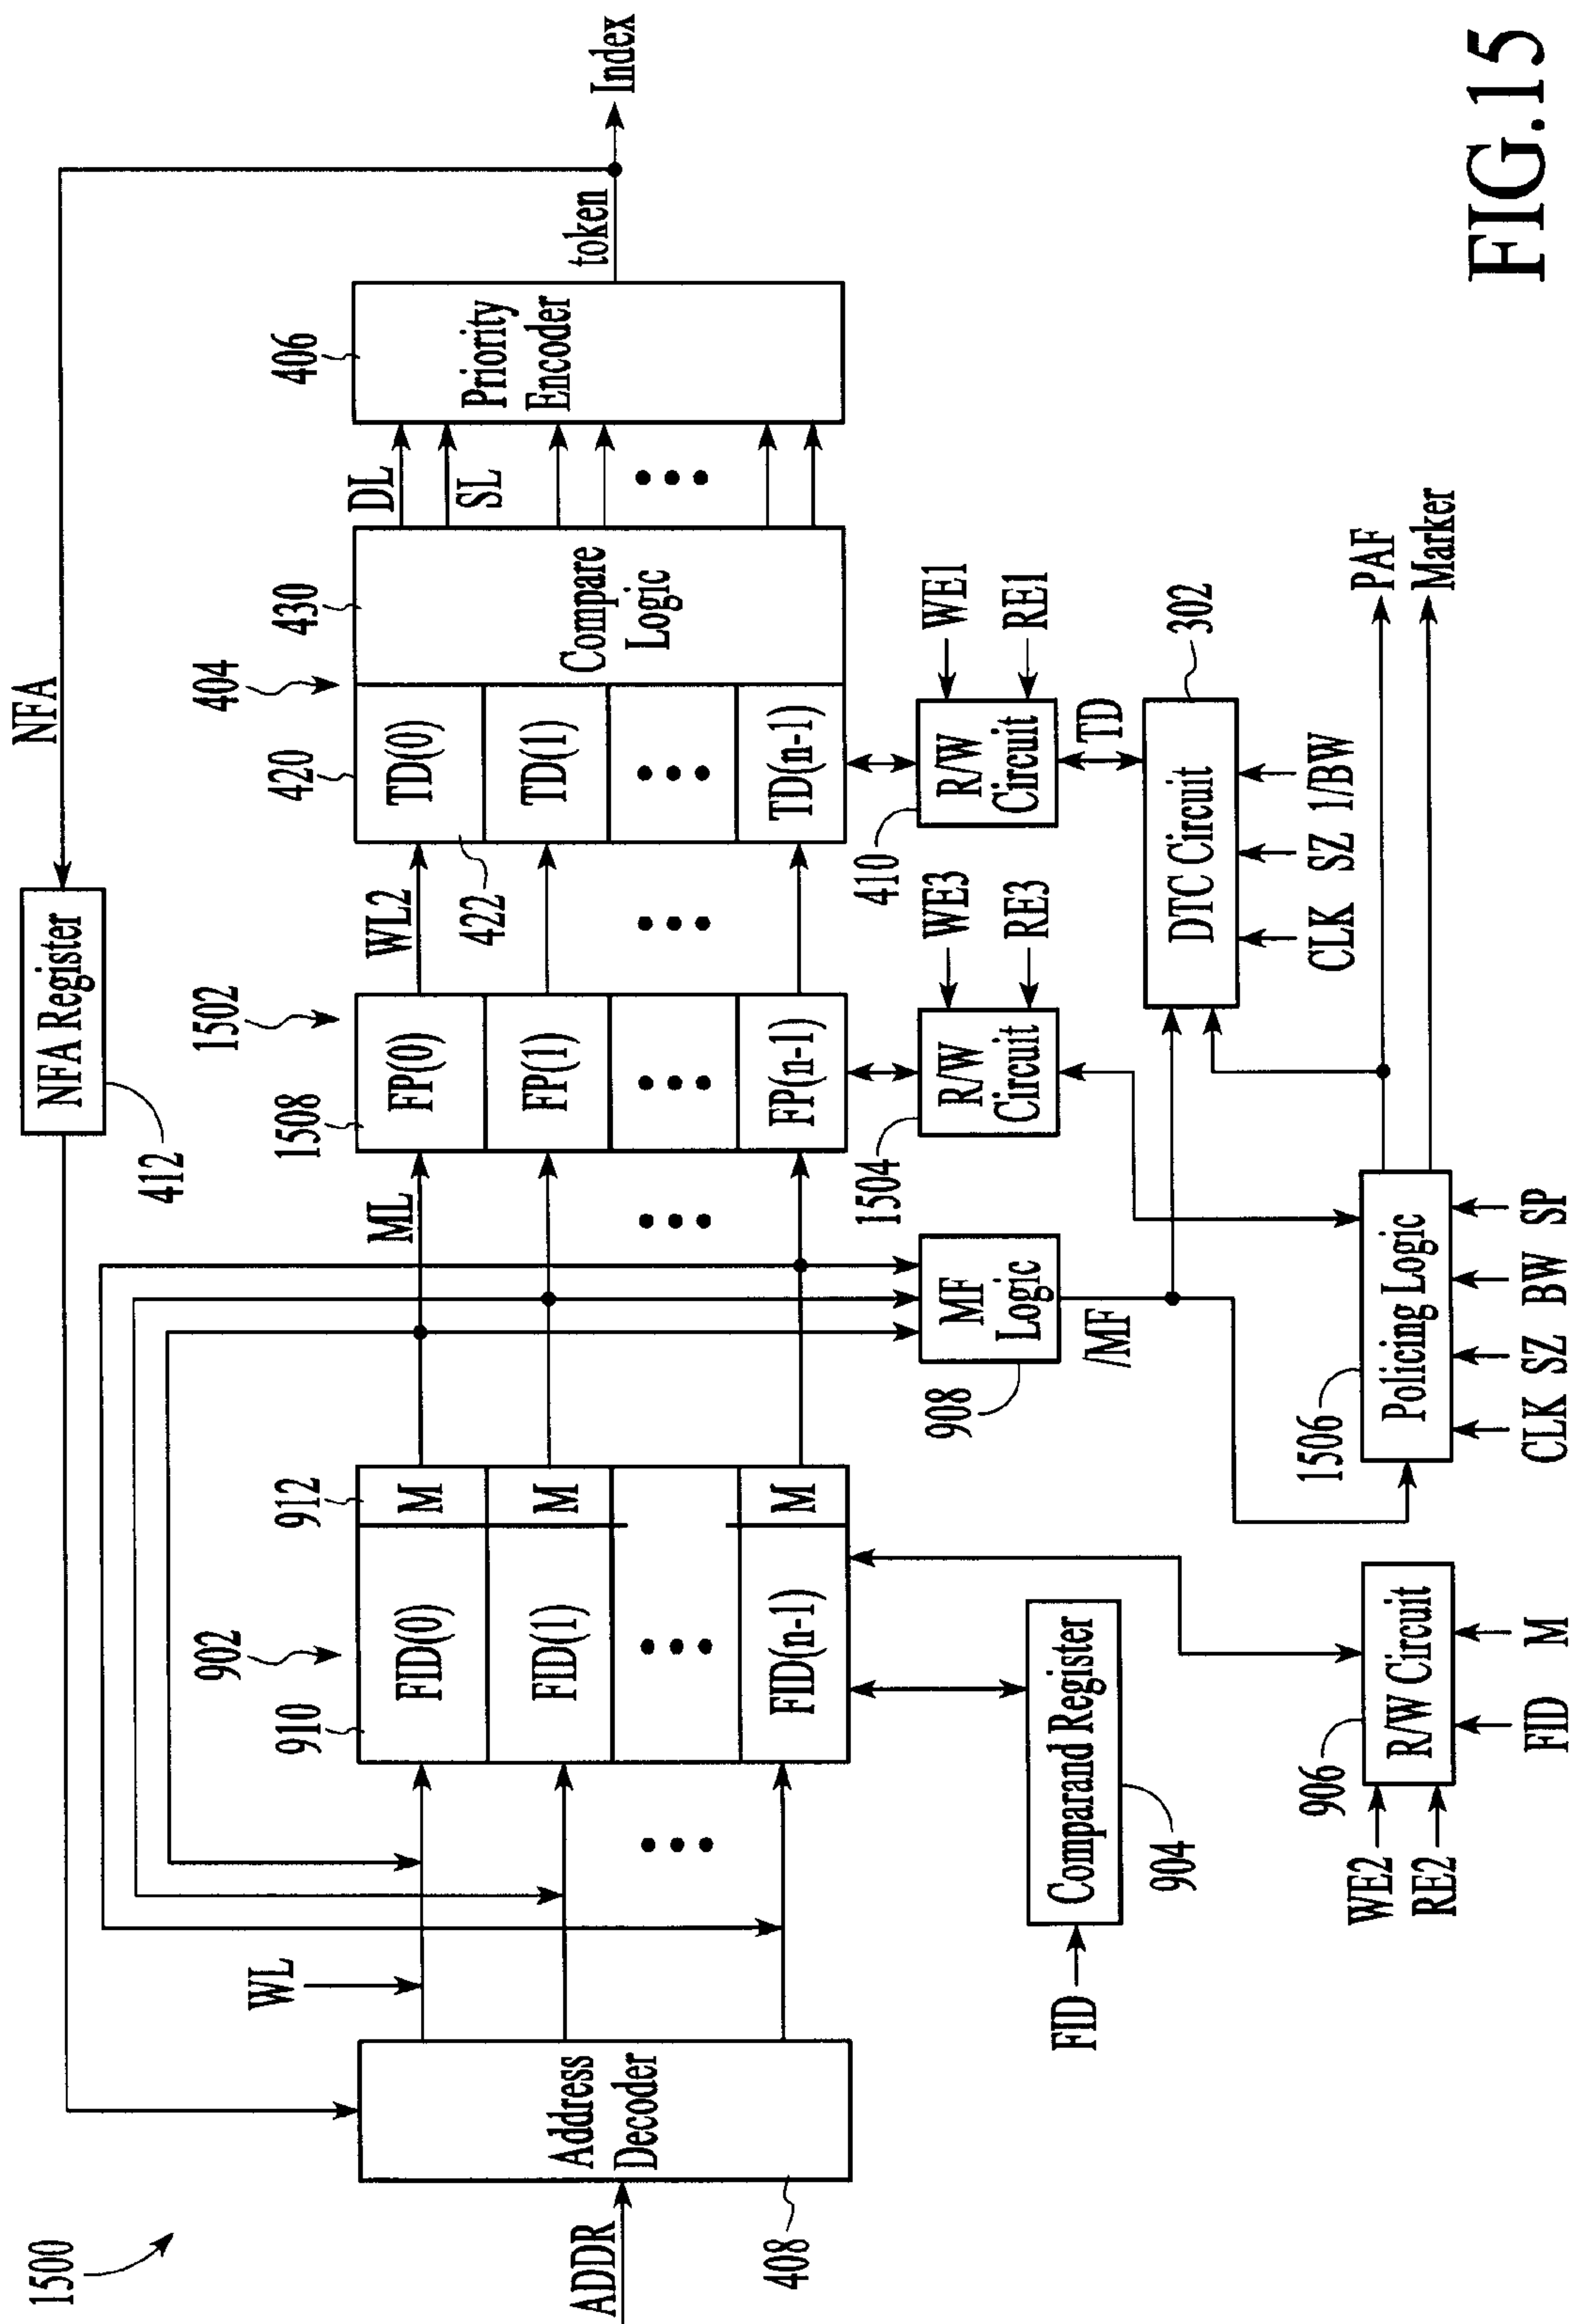 1500
NFA
NFA Register
412
WL
902
910
912
ML
1508
1502
WL2
420
404
430
DL
SL
406
422
FID(0)
M
FID(1)
M
FID(n-1)
M
FP(0)
FP(1)
FP(n-1)
TD(0)
TD(1)
TD(n-1)
Compare
Logic
Priority
Encoder
token
Index
ADDR
Address
Decoder
408
908
MF
Logic
/MF
1504
R/W
Circuit
WE3
RE3
410
R/W
Circuit
WE1
RE1
TD
FID
Comparand Register
904
DTC Circuit
302
CLK SZ 1/BW
WE2
RE2
906
R/W Circuit
FID M
1506
Policing Logic
CLK SZ BW SP
PAF
Marker
FIG.15